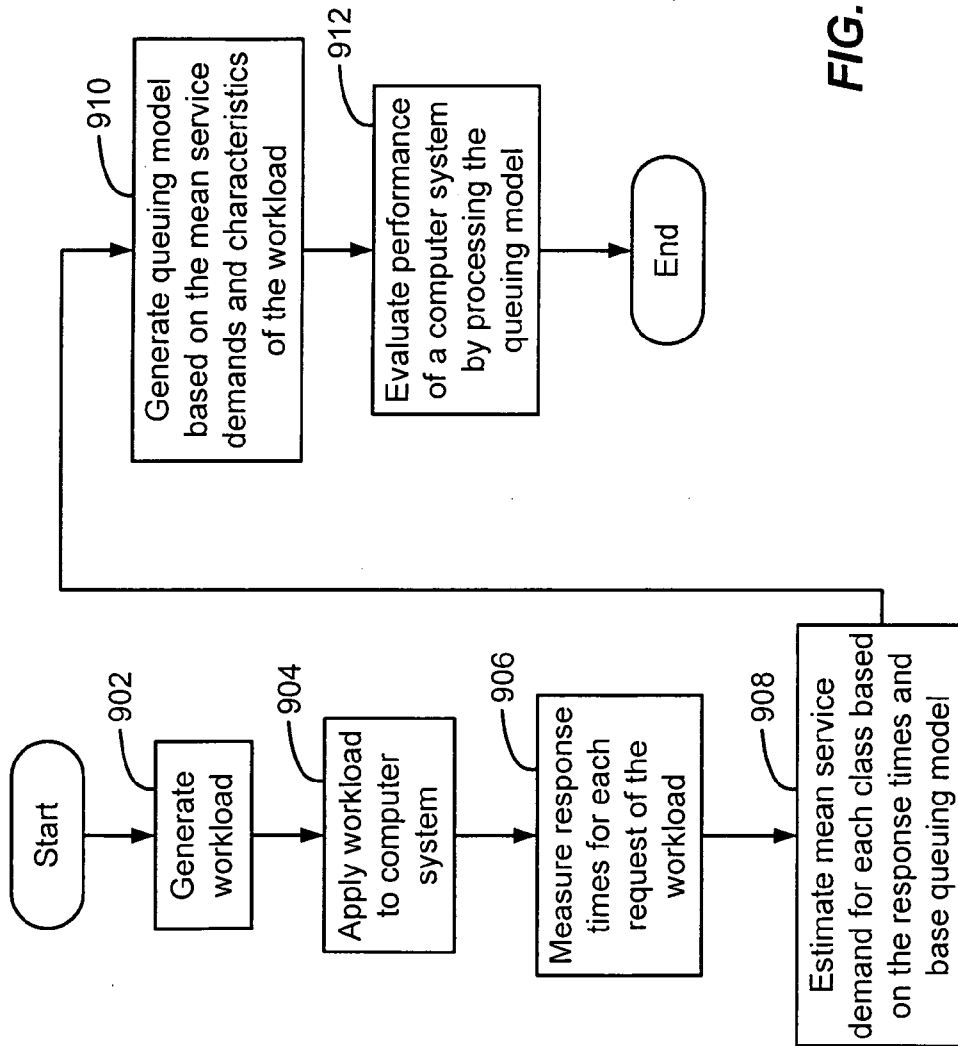 Start
902
Generate
workload
904
Apply workload
to computer
system
906
Measure response
times for each
request of the
workload
908
Estimate mean service
demand for each class based
on the response times and
base queuing model
910
Generate queuing model
based on the mean service
demands and characteristics
of the workload
912
Evaluate performance
of a computer system
by processing the
queuing model
End
FIG.